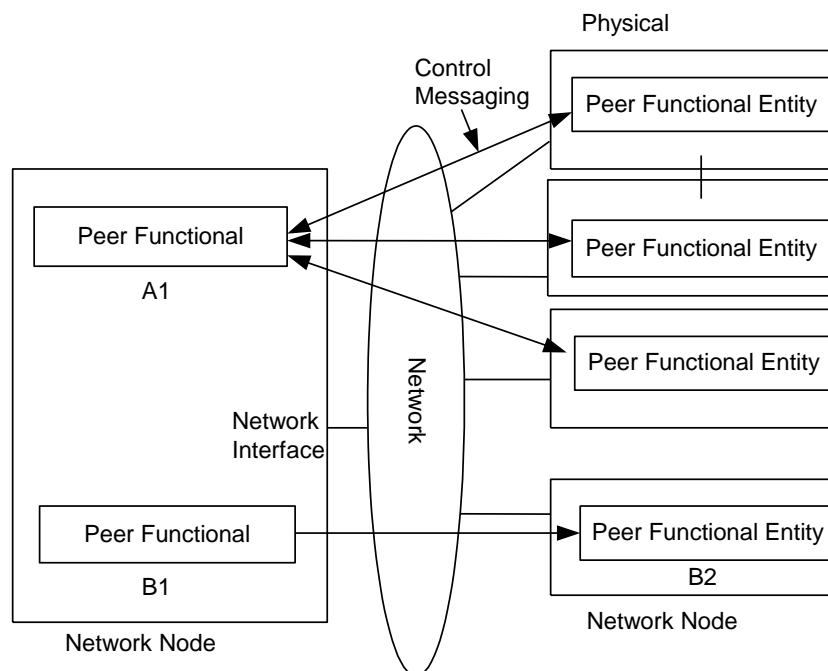 Physical
Control
Messaging
Peer Functional Entity
Peer Functional
A1
Peer Functional Entity
Peer Functional Entity
Network
Network
Interface
Peer Functional
B1
Peer Functional Entity
B2
Network Node
Network Node